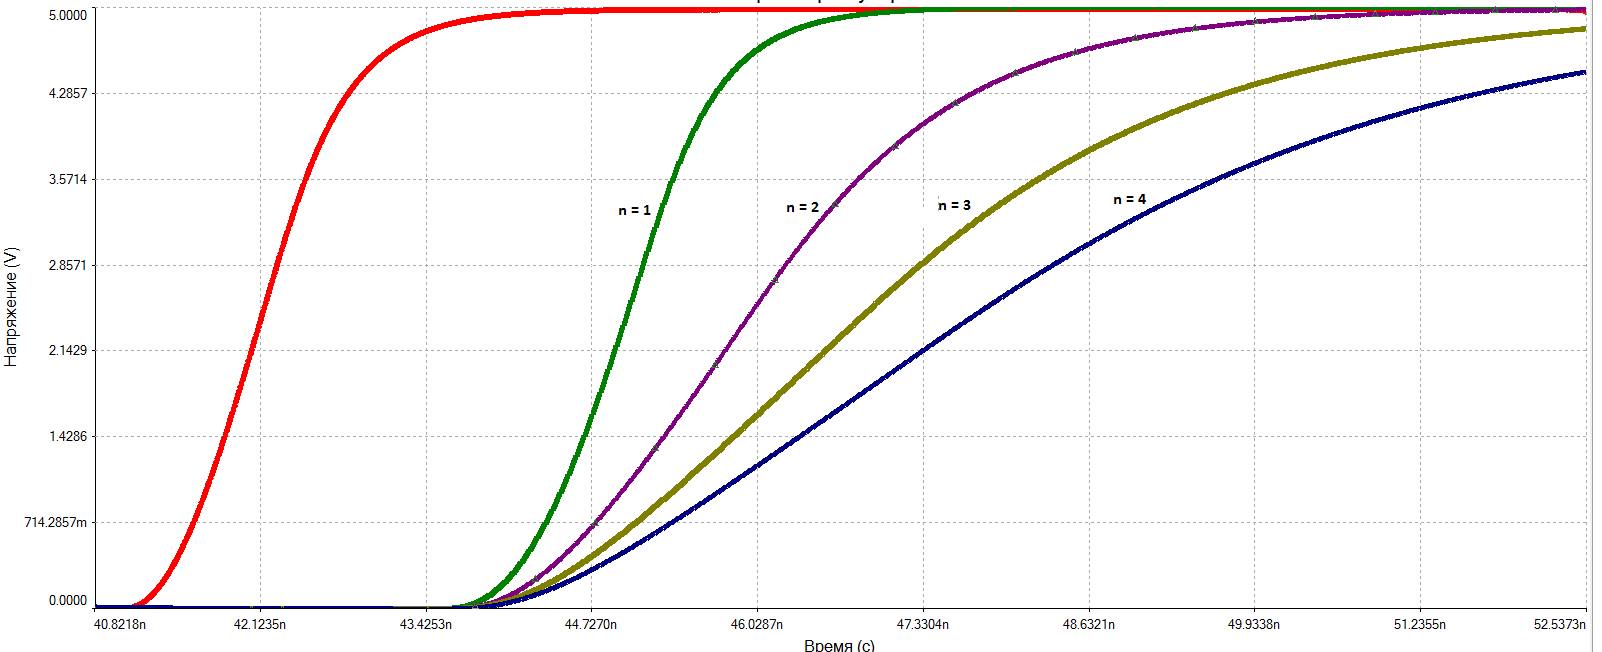 5.0000
4.2857
3.5714
2.8571
2.1429
1.4286
714.2857m
0.0000
Напряжение (V)
n = 1
n = 2
n = 3
n = 4
40.8218n 42.1235n 43.4253n 44.7270n 46.0287n 47.3304n 48.6321n 49.9338n 51.2355n 52.5373n
Время (с)